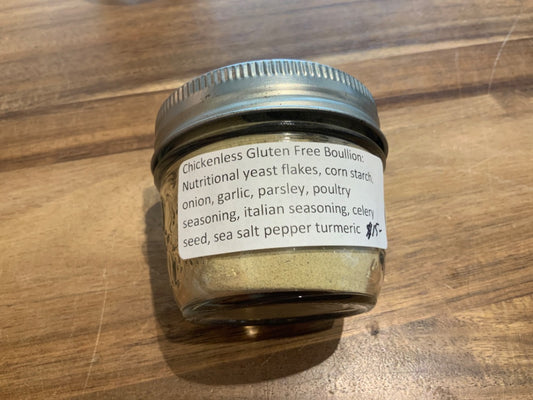 Chickenless Gluten Free Boullion:
Nutritional yeast flakes, corn starch,
onion, garlic, parsley, poultry
seasoning, italian seasoning, celery
seed, sea salt pepper turmeric $15-